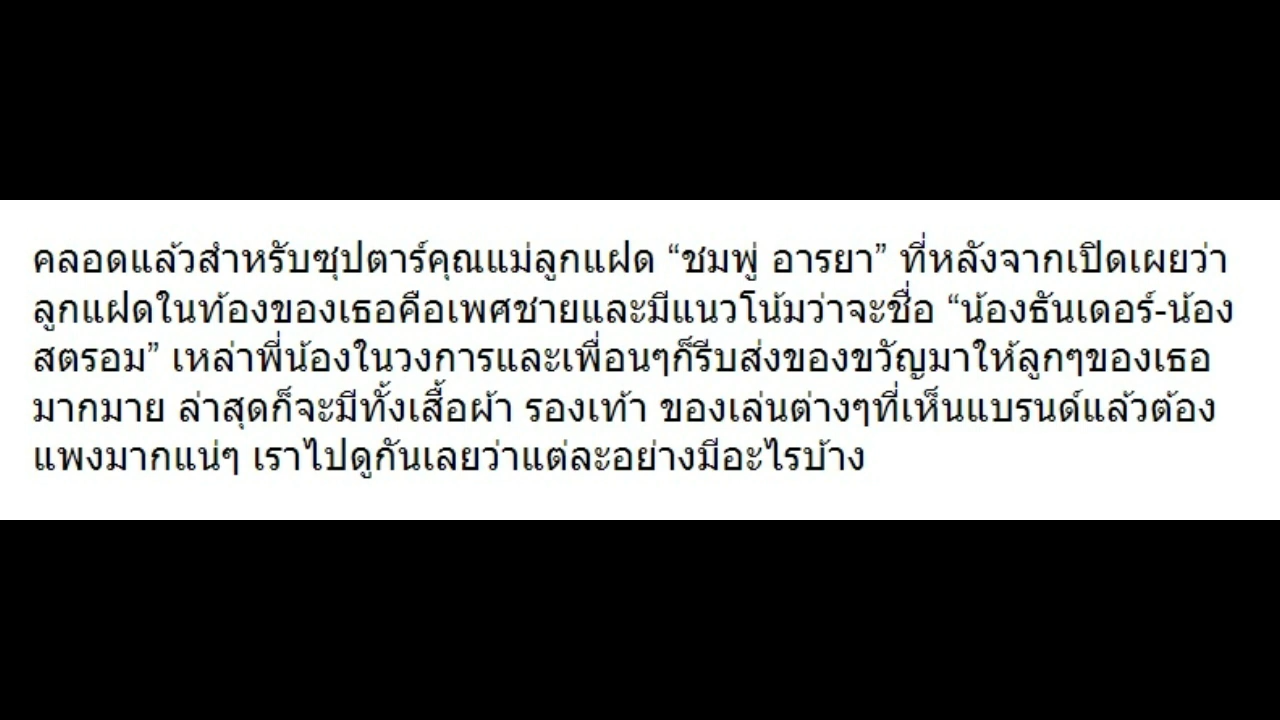 คลอดแล้วสำหรับซุปตาร์คุณแม่ลูกแฝด “ชมพู่ อารยา” ที่หลังจากเปิดเผยว่า
ลูกแฝดในท้องของเธอคือเพศชายและมีแนวโน้มว่าจะชื่อ “น้องธันเดอร์-น้อง
สตรอม” เหล่าพี่น้องในวงการและเพื่อนๆก็รีบส่งของขวัญมาให้ลูกๆของเธอ
มากมาย ล่าสุดก็จะมีทั้งเสื้อผ้า รองเท้า ของเล่นต่างๆที่เห็นแบรนด์แล้วต้อง
แพงมากแน่ๆ เราไปดูกันเลยว่าแต่ละอย่างมีอะไรบ้าง